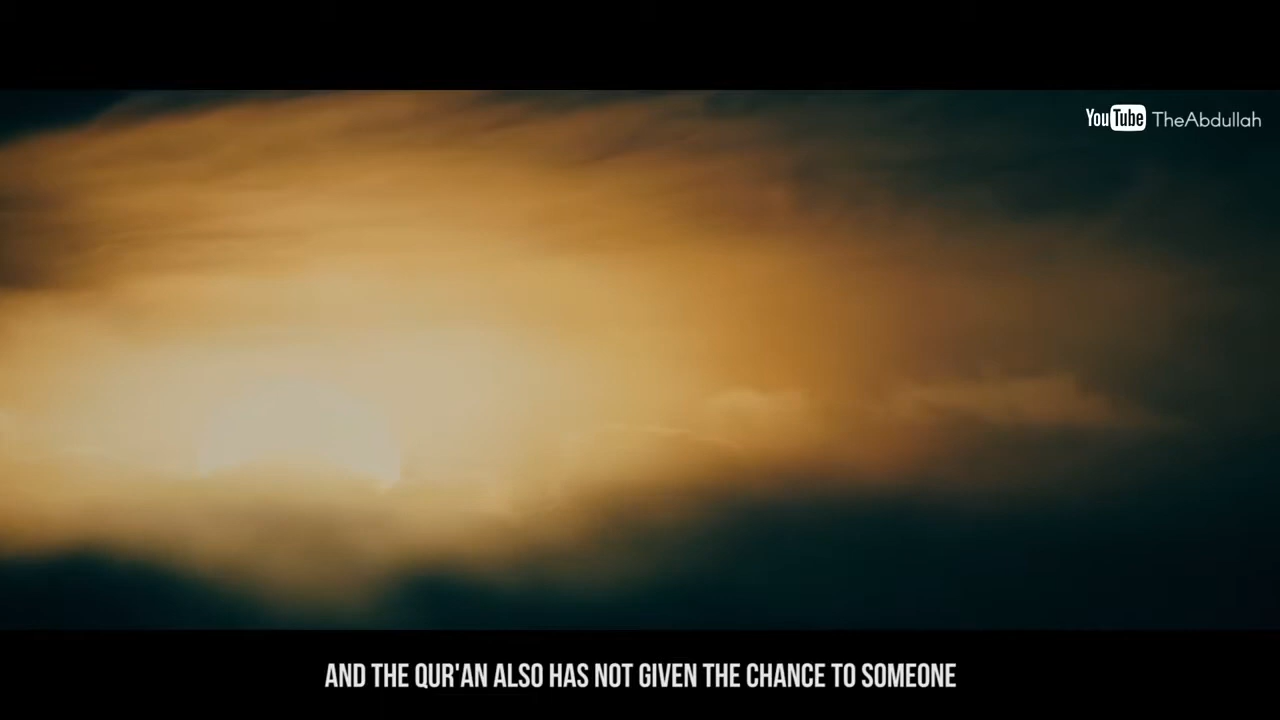 YouTube TheAbdullah
AND THE QUR'AN ALSO HAS NOT GIVEN THE CHANCE TO SOMEONE